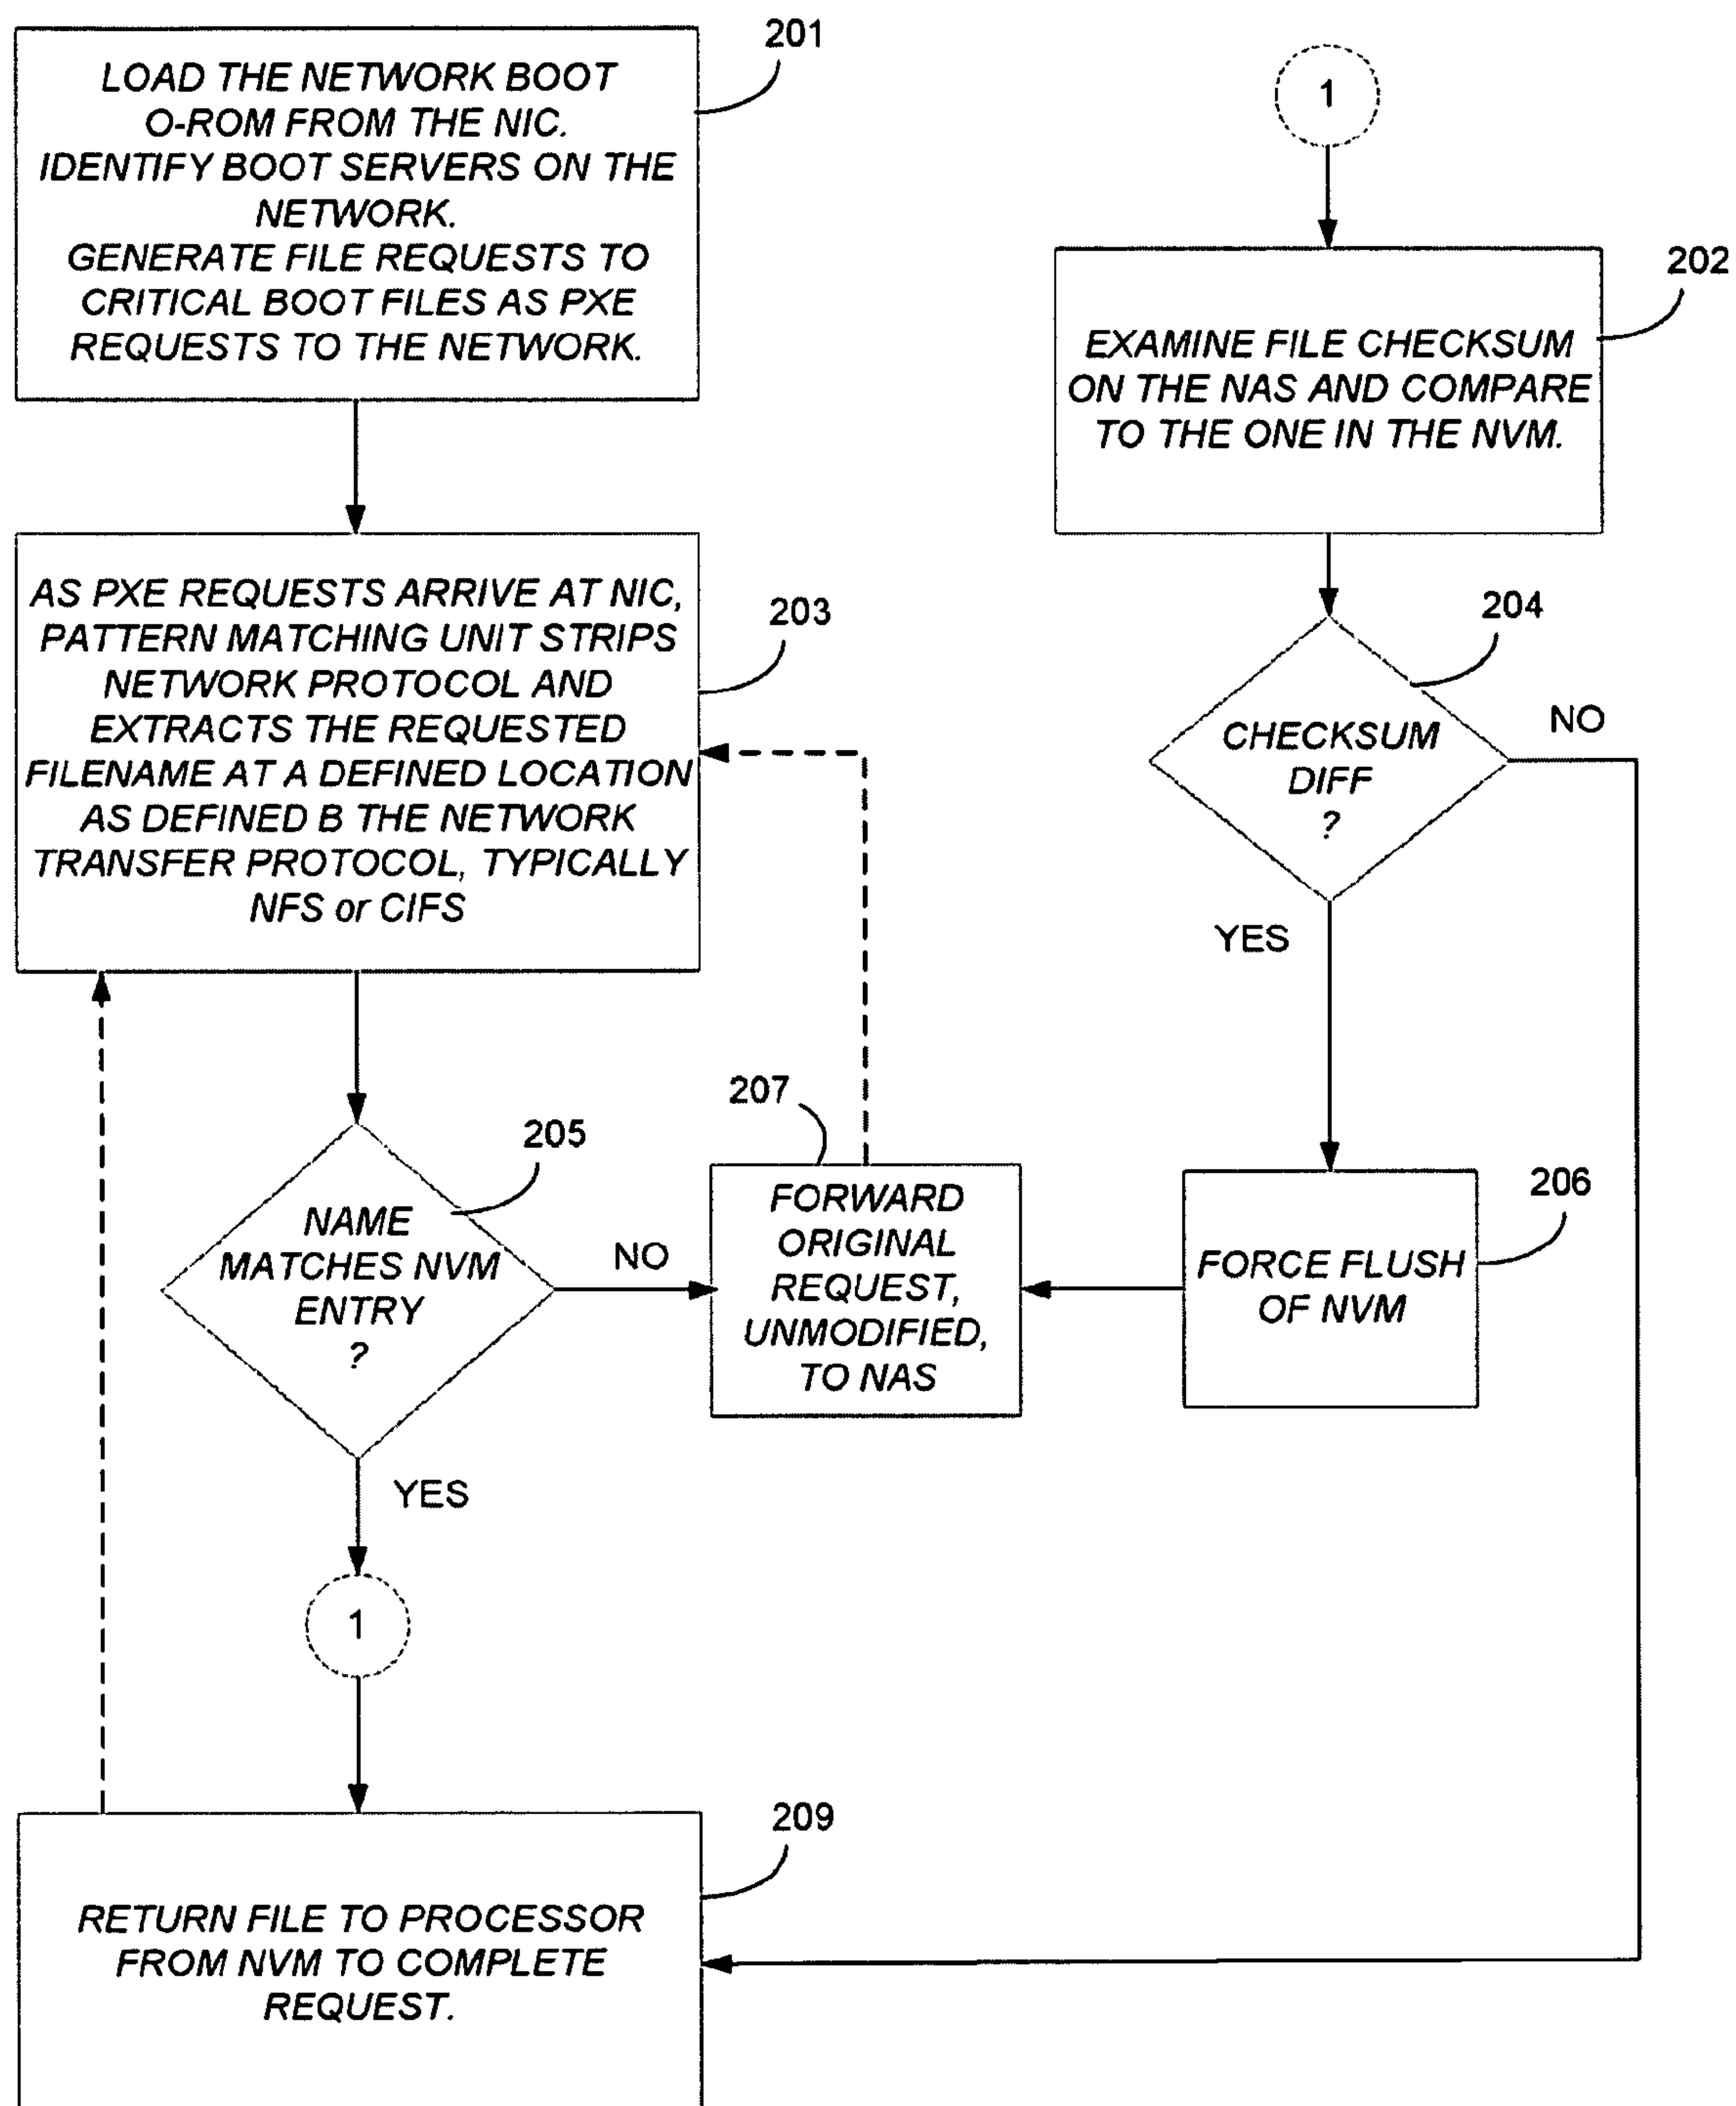 201
LOAD THE NETWORK BOOT
O-ROM FROM THE NIC.
IDENTIFY BOOT SERVERS ON THE
NETWORK.
GENERATE FILE REQUESTS TO
CRITICAL BOOT FILES AS PXE
REQUESTS TO THE NETWORK.
203
AS PXE REQUESTS ARRIVE AT NIC,
PATTERN MATCHING UNIT STRIPS
NETWORK PROTOCOL AND
EXTRACTS THE REQUESTED
FILENAME AT A DEFINED LOCATION
AS DEFINED B THE NETWORK
TRANSFER PROTOCOL, TYPICALLY
NFS or CIFS
205
NAME
MATCHES NVM
ENTRY
?
NO
YES
1
207
FORWARD
ORIGINAL
REQUEST,
UNMODIFIED,
TO NAS
209
RETURN FILE TO PROCESSOR
FROM NVM TO COMPLETE
REQUEST.
1
202
EXAMINE FILE CHECKSUM
ON THE NAS AND COMPARE
TO THE ONE IN THE NVM.
204
CHECKSUM
DIFF
?
NO
YES
206
FORCE FLUSH
OF NVM